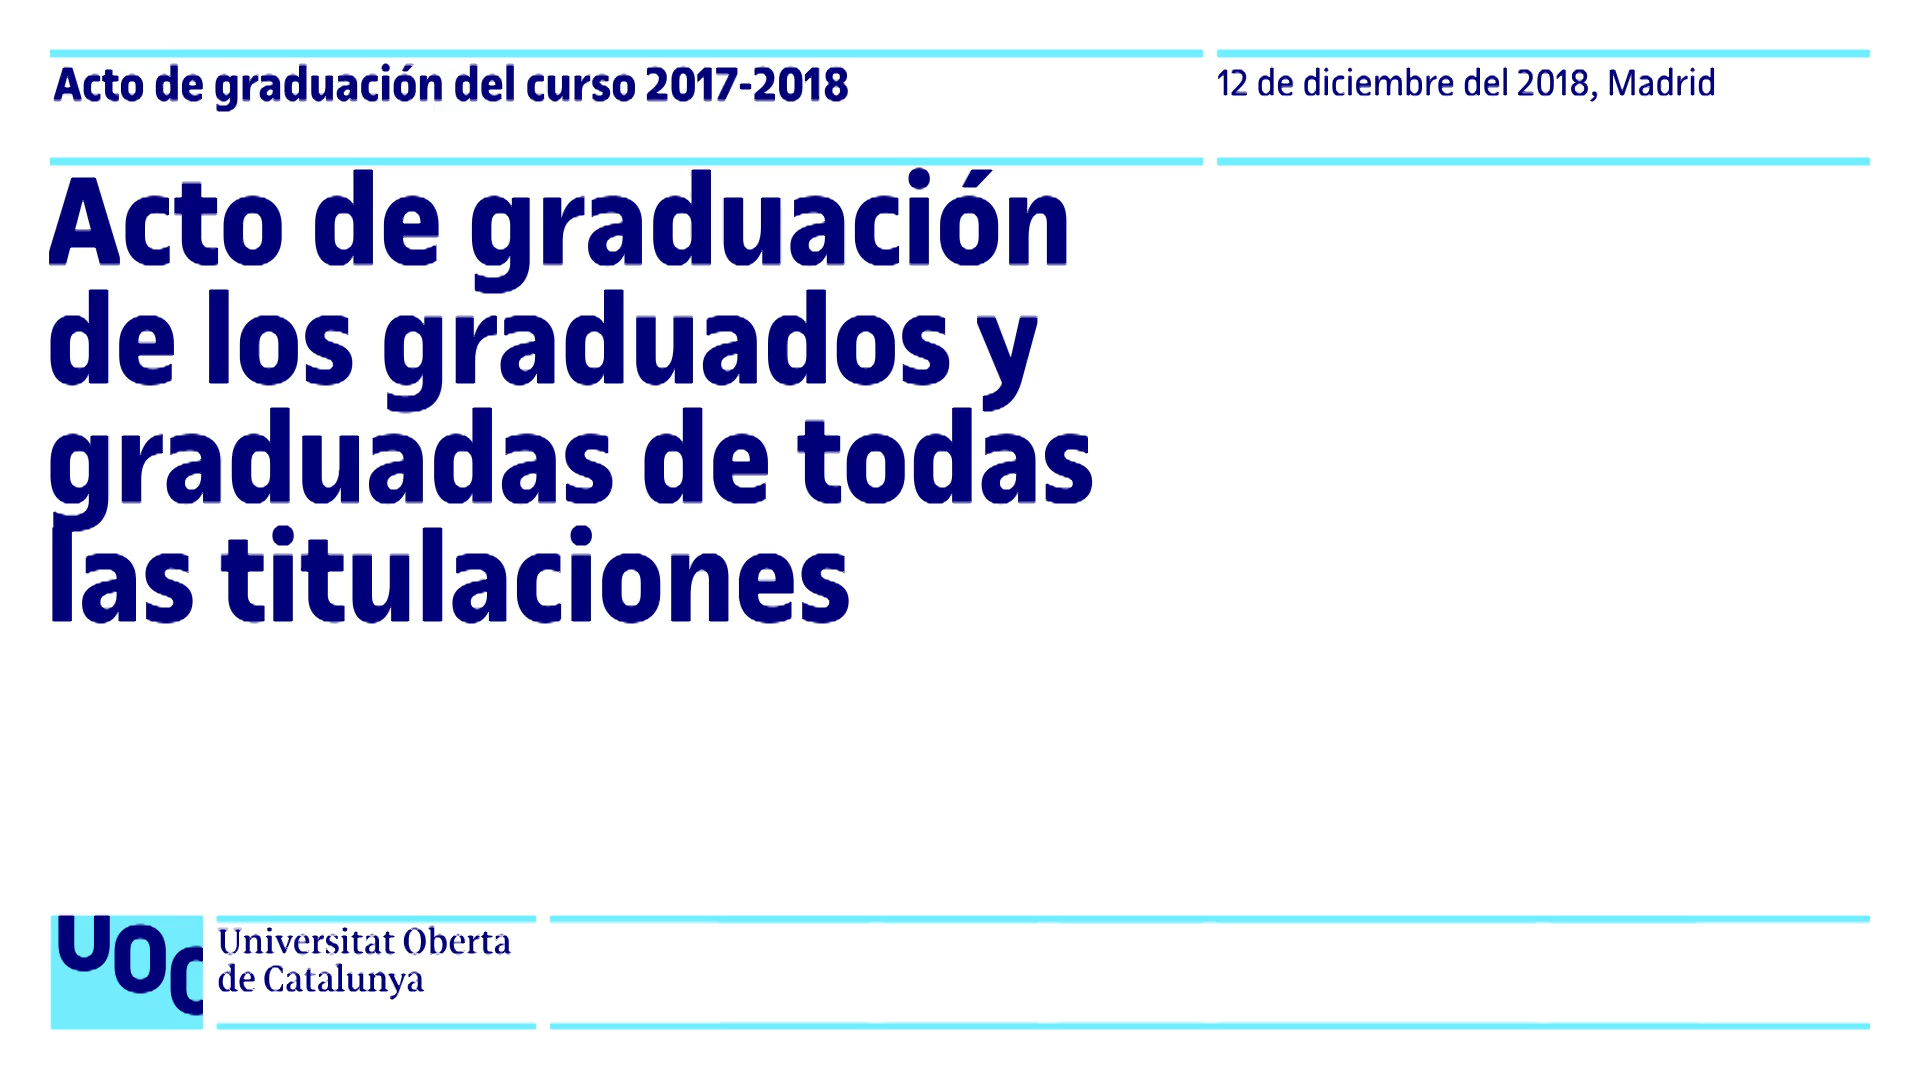 Acto de graduación del curso 2017-2018
12 de diciembre del 2018, Madrid
Acto de graduación
de los graduados y
graduadas de todas
las titulaciones
UOC
Universitat Oberta
de Catalunya